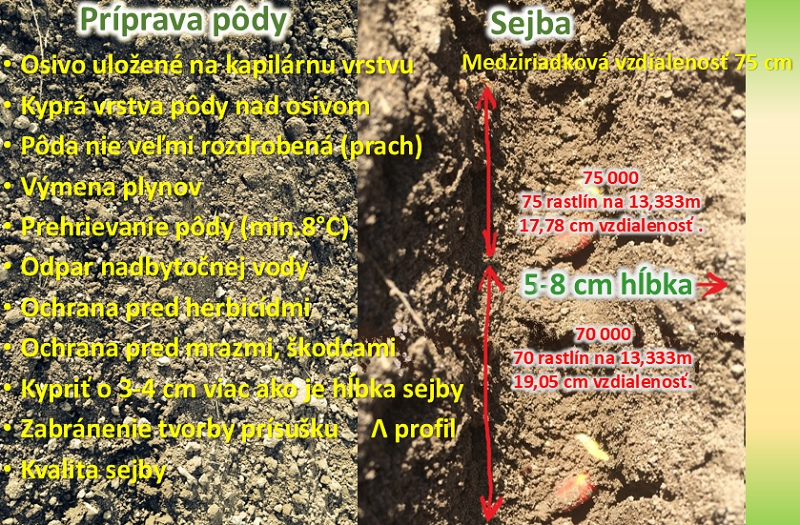 Príprava pôdy
• Osivo uložené na kapilárnu vrstvu
• Kyprá vrstva pôdy nad osivom
• Pôda nie veľmi rozdrobená (prach)
• Výmena plynov
• Prehrievanie pôdy (min.8°C)
• Odpar nadbytočnej vody
• Ochrana pred herbicídmi
• Ochrana pred mrazmi, škodcami
• Kypriť o 3-4 cm viac ako je hĺbka sejby
• Zabránenie tvorby prísušku Λ profil
• Kvalita sejby
Sejba
Medziriadková vzdialenosť 75 cm
75 000
75 rastlín na 13,333m
17,78 cm vzdialenosť .
5-8 cm hĺbka
70 000
70 rastlín na 13,333m
19,05 cm vzdialenosť.